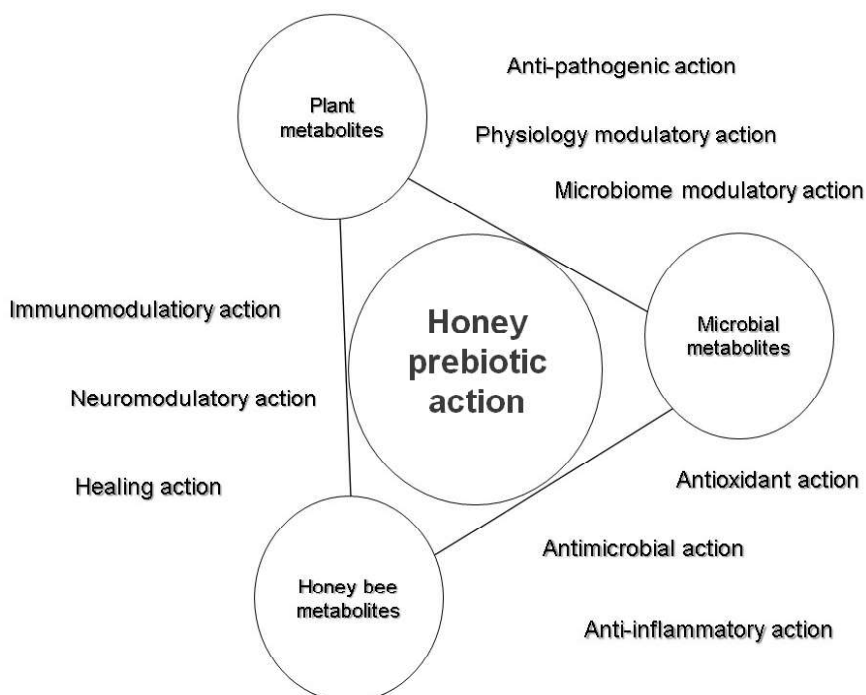 Plant
metabolites
Anti-pathogenic action
Physiology modulatory action
Microbiome modulatory action
Immunomodulatiory action
Neuromodulatory action
Healing action
Honey
prebiotic
action
Microbial
metabolites
Antioxidant action
Antimicrobial action
Anti-inflammatory action
Honey bee
metabolites